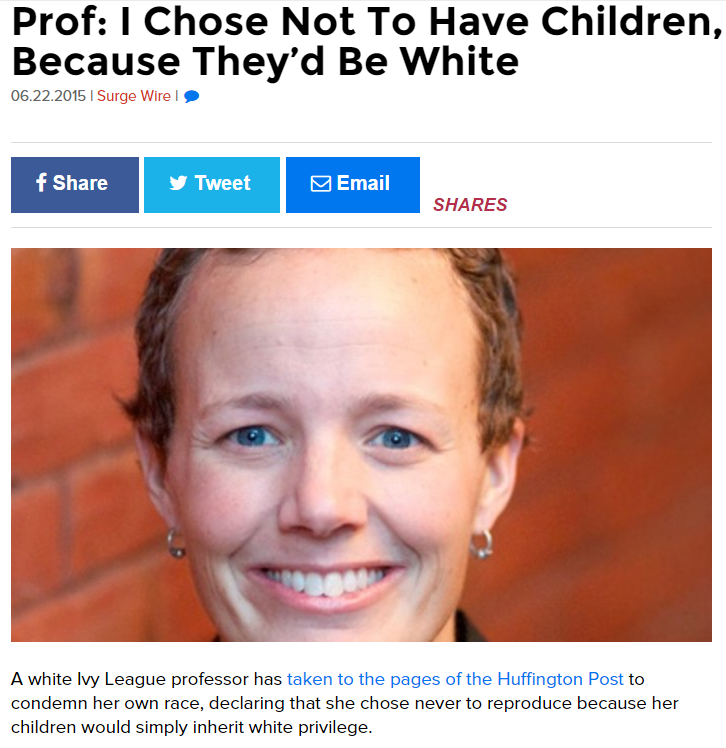 Prof: I Chose Not To Have Children,
Because They’d Be White
06.22.2015 | Surge Wire |
Share
Tweet
Email
SHARES
A white Ivy League professor has taken to the pages of the Huffington Post to
condemn her own race, declaring that she chose never to reproduce because her
children would simply inherit white privilege.